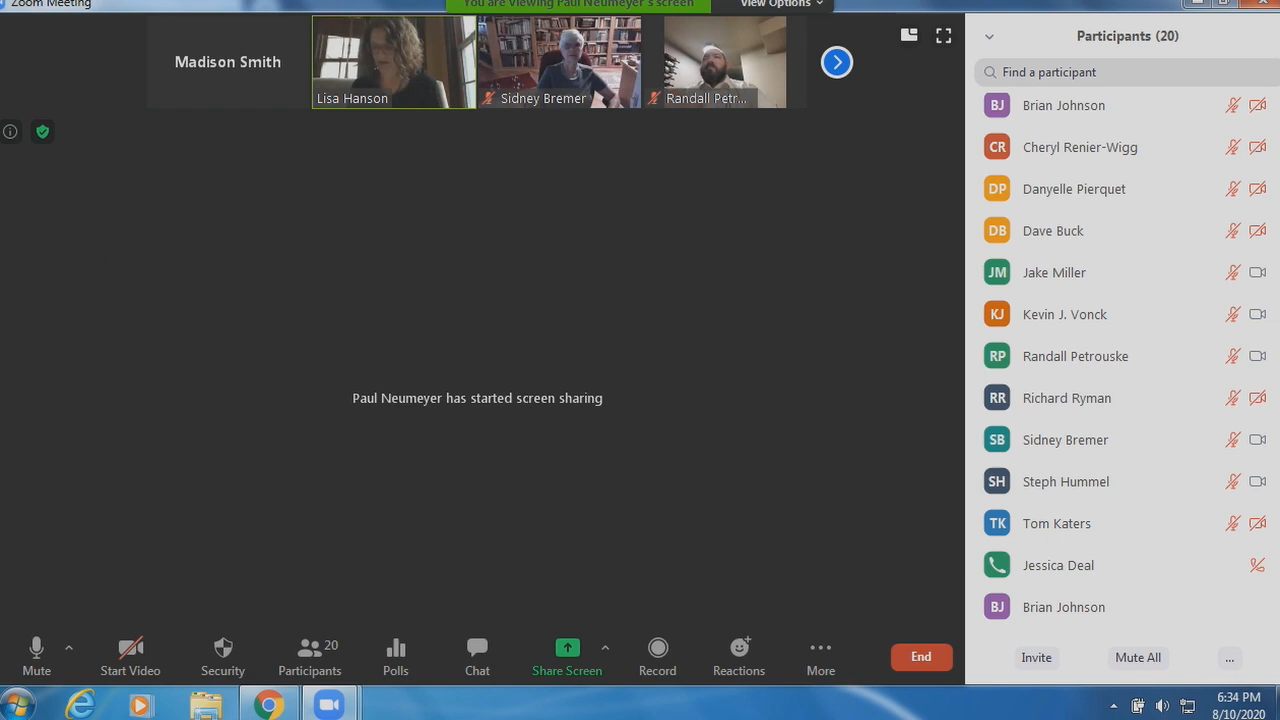 Zoom Meeting
You are viewing Paul Neumeyer's screen
View Options
Madison Smith
Lisa Hanson
Sidney Bremer
Randall Petr...
Participants (20)
Find a participant
BJ Brian Johnson
CR Cheryl Renier-Wigg
DP Danyelle Pierquet
DB Dave Buck
JM Jake Miller
KJ Kevin J. Vonck
RP Randall Petrouske
RR Richard Ryman
SB Sidney Bremer
SH Steph Hummel
TK Tom Katers
Jessica Deal
BJ Brian Johnson
Paul Neumeyer has started screen sharing
20
Mute
Start Video
Security
Participants
Polls
Chat
Share Screen
Record
Reactions
More
End
Invite
Mute All
...
6:34 PM
8/10/2020